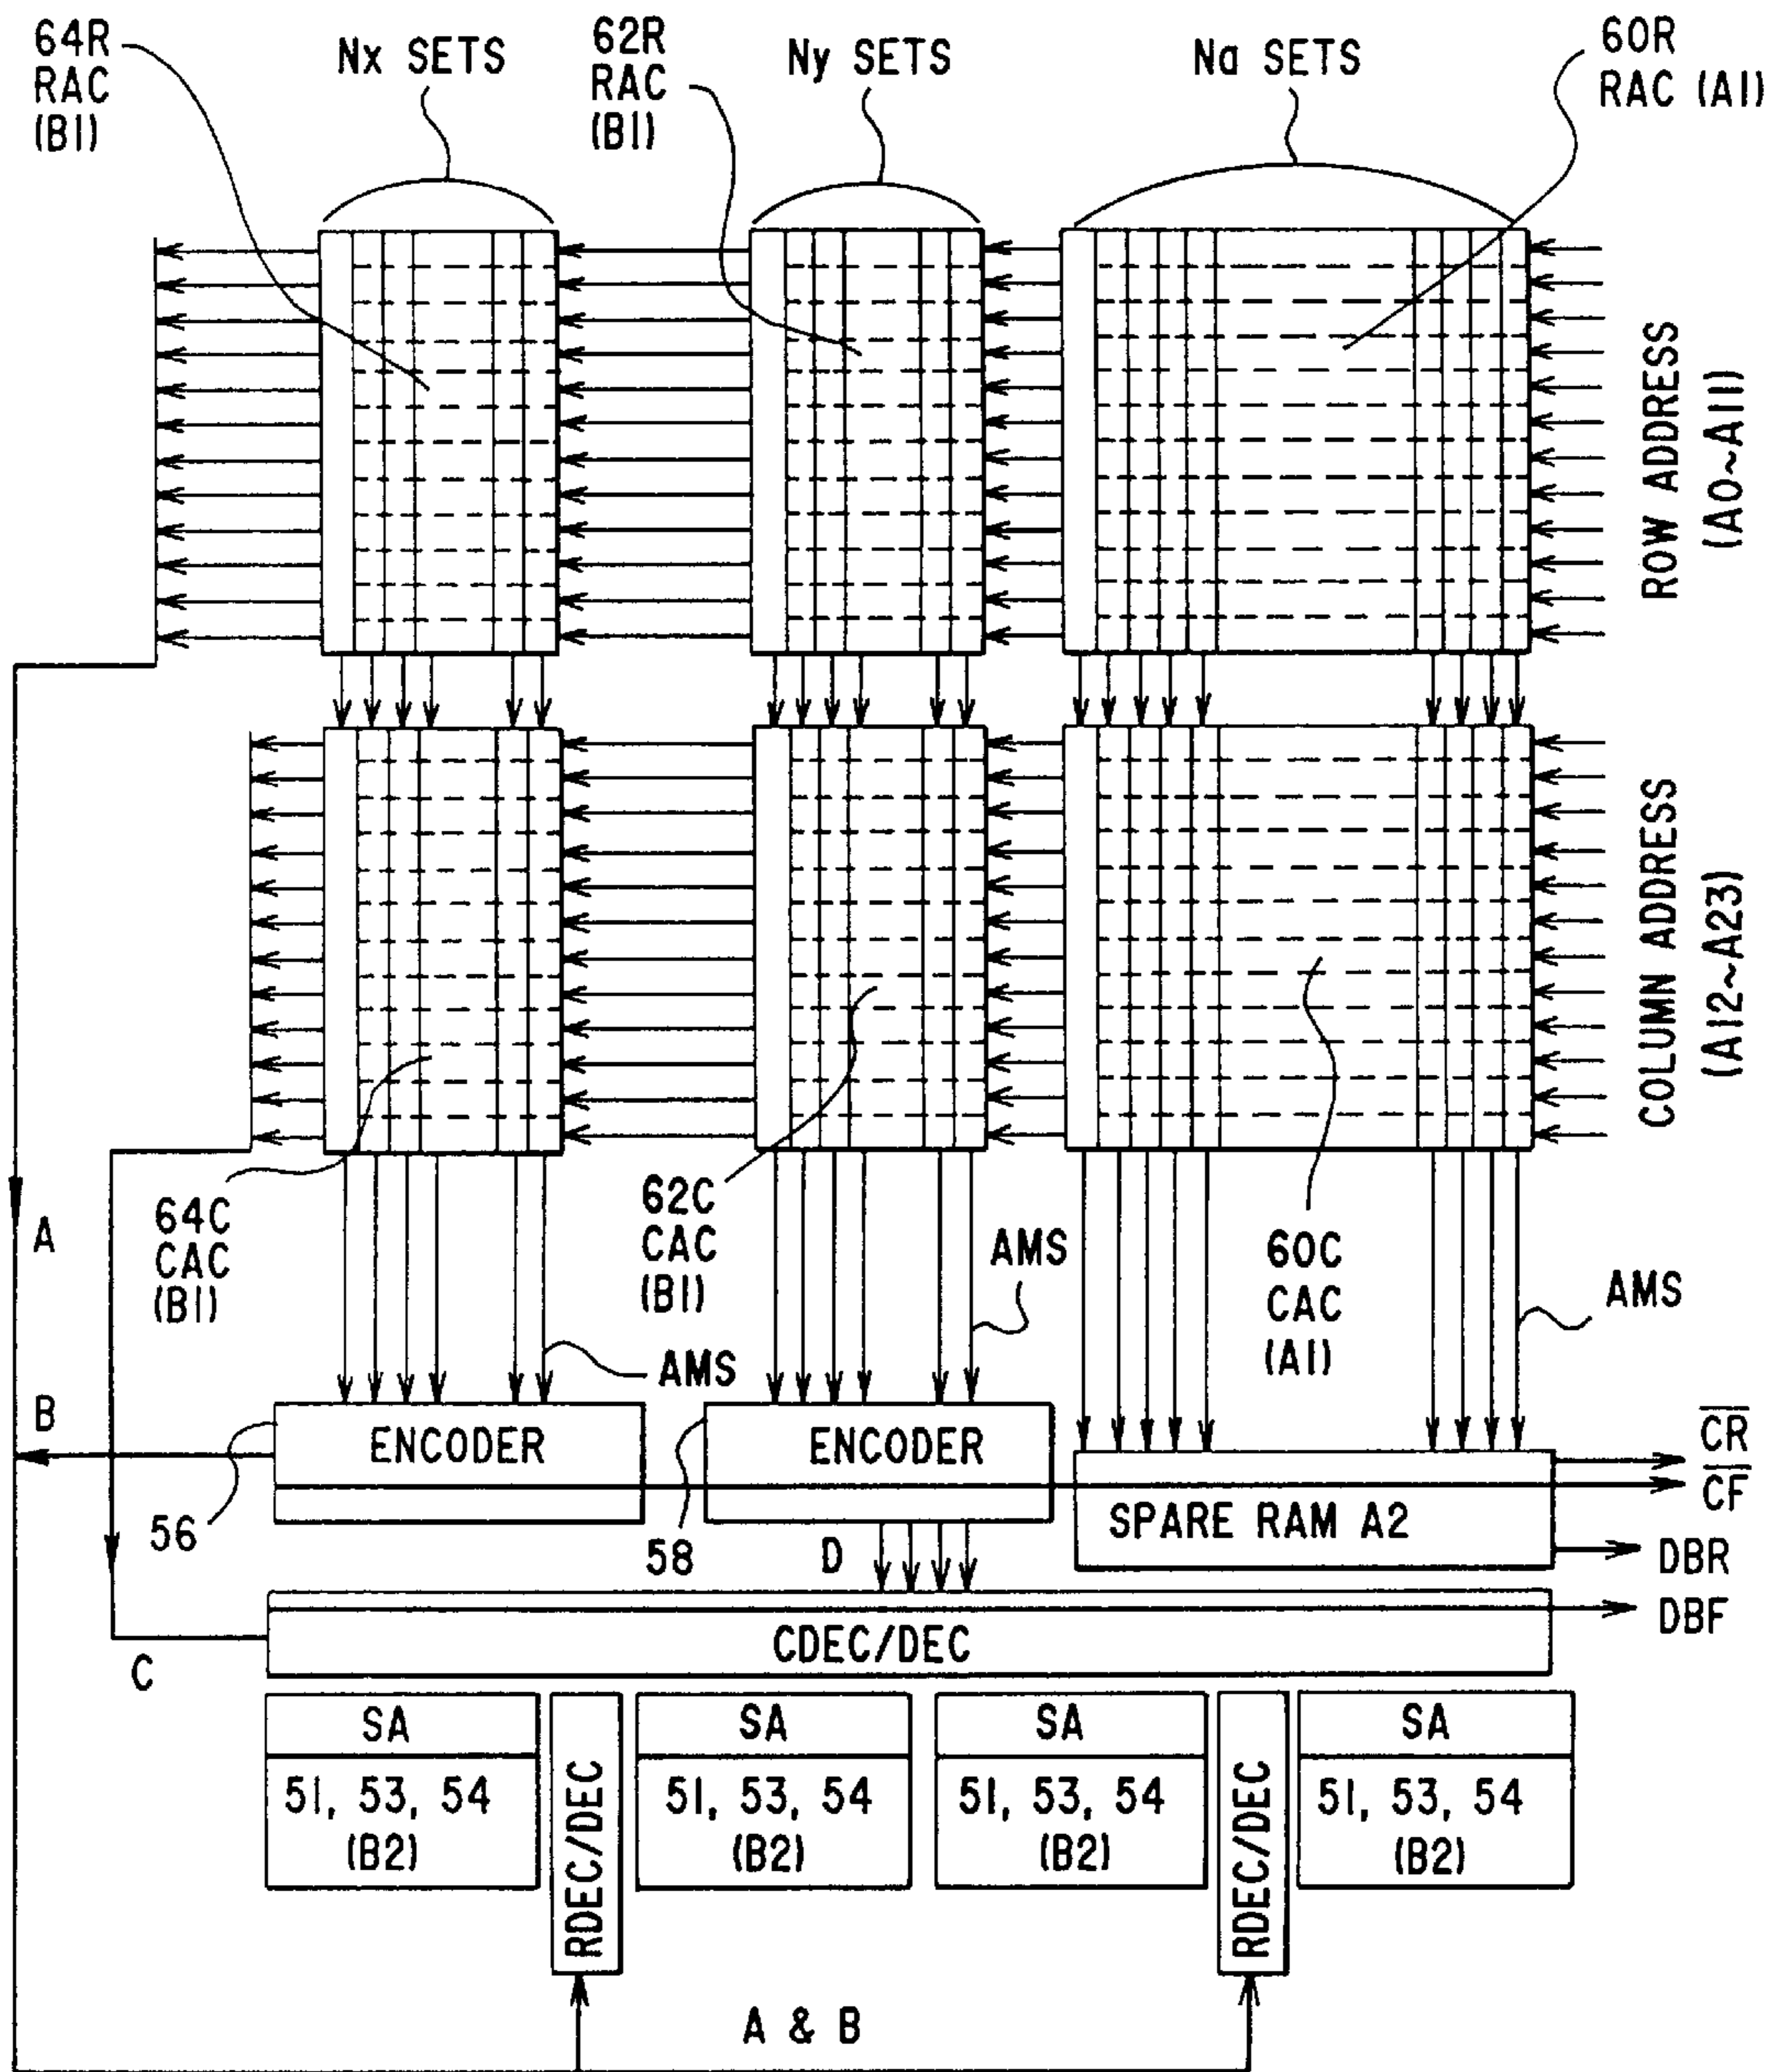 64R
RAC
(B1)
Nx SETS
62R
RAC
(B1)
Ny SETS
Na SETS
60R
RAC (A1)
ROW ADDRESS
(A0~A11)
COLUMN ADDRESS
(A12~A23)
A
64C
CAC
(B1)
62C
CAC
(B1)
AMS
60C
CAC
(A1)
AMS
AMS
B
ENCODER
ENCODER
C̅R̅
C̅F̅
56
58
D
SPARE RAM A2
DBR
DBF
CDEC/DEC
C
SA
SA
SA
SA
51, 53, 54
(B2)
RDEC/DEC
51, 53, 54
(B2)
51, 53, 54
(B2)
RDEC/DEC
51, 53, 54
(B2)
A & B